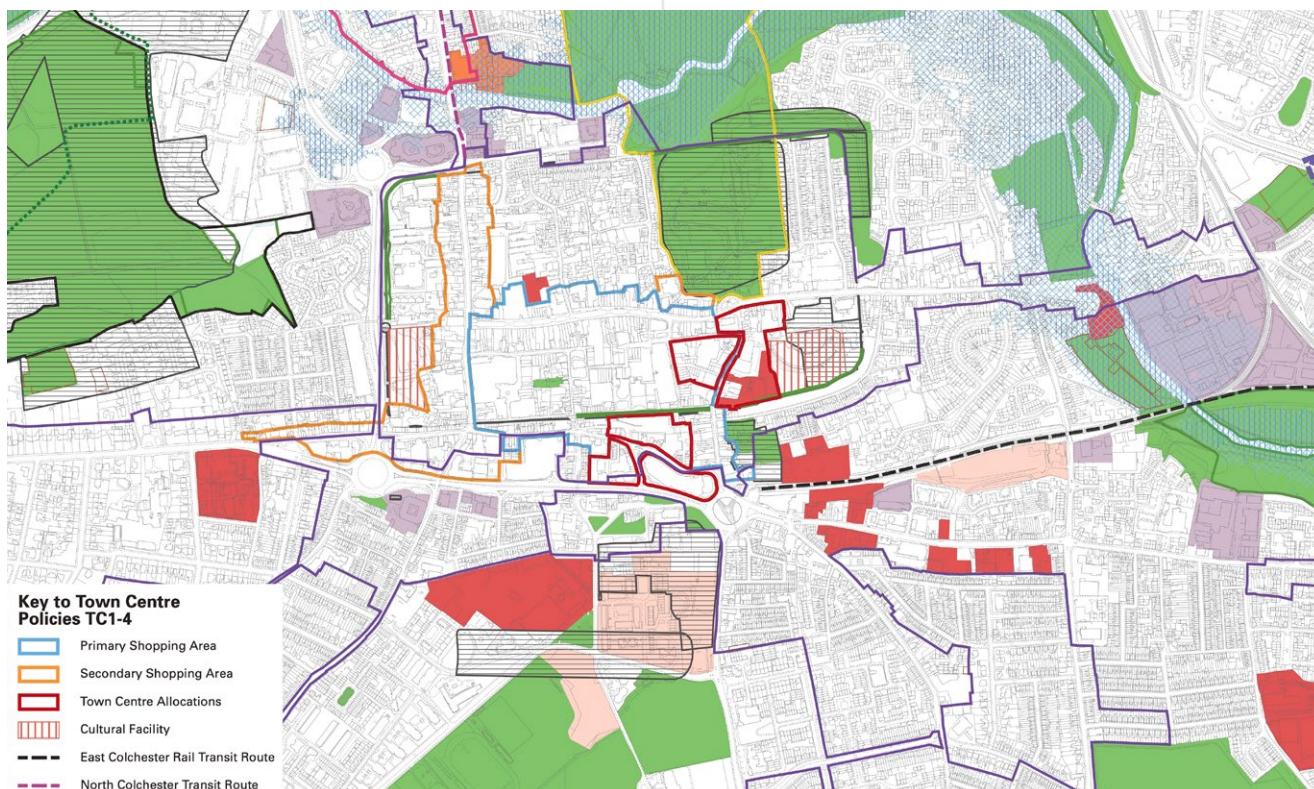 Key to Town Centre
Policies TC1-4
Primary Shopping Area
Secondary Shopping Area
Town Centre Allocations
Cultural Facility
East Colchester Rail Transit Route
North Colchester Transit Route